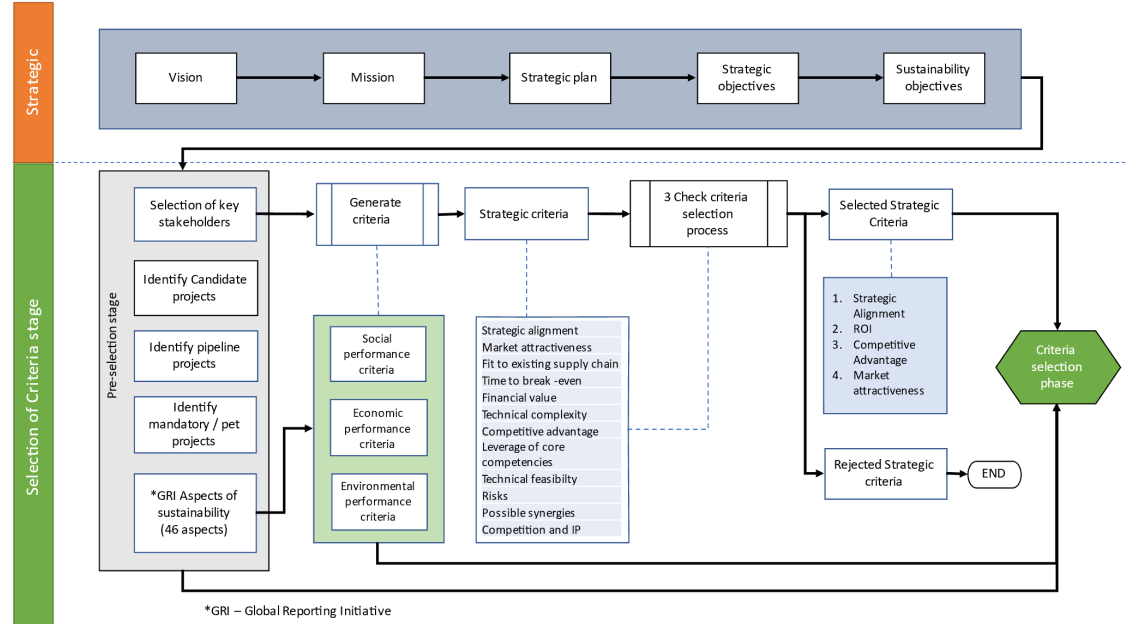 Strategic
Vision
Mission
Strategic plan
Strategic
objectives
Sustainability
objectives
Selection of Criteria stage
Pre-selection stage
Selection of key
stakeholders
Identify Candidate
projects
Identify pipeline
projects
Identify
mandatory / pet
projects
*GRI Aspects of
sustainability
(46 aspects)
Generate
criteria
Social
performance
criteria
Economic
performance
criteria
Environmental
performance
criteria
Strategic criteria
Strategic alignment
Market attractiveness
Fit to existing supply chain
Time to break -even
Financial value
Technical complexity
Competitive advantage
Leverage of core
competencies
Technical feasibilty
Risks
Possible synergies
Competition and IP
3 Check criteria
selection
process
Selected Strategic
Criteria
1. Strategic
Alignment
2. ROI
3. Competitive
Advantage
4. Market
attractiveness
Rejected Strategic
criteria
END
Criteria
selection
phase
*GRI – Global Reporting Initiative